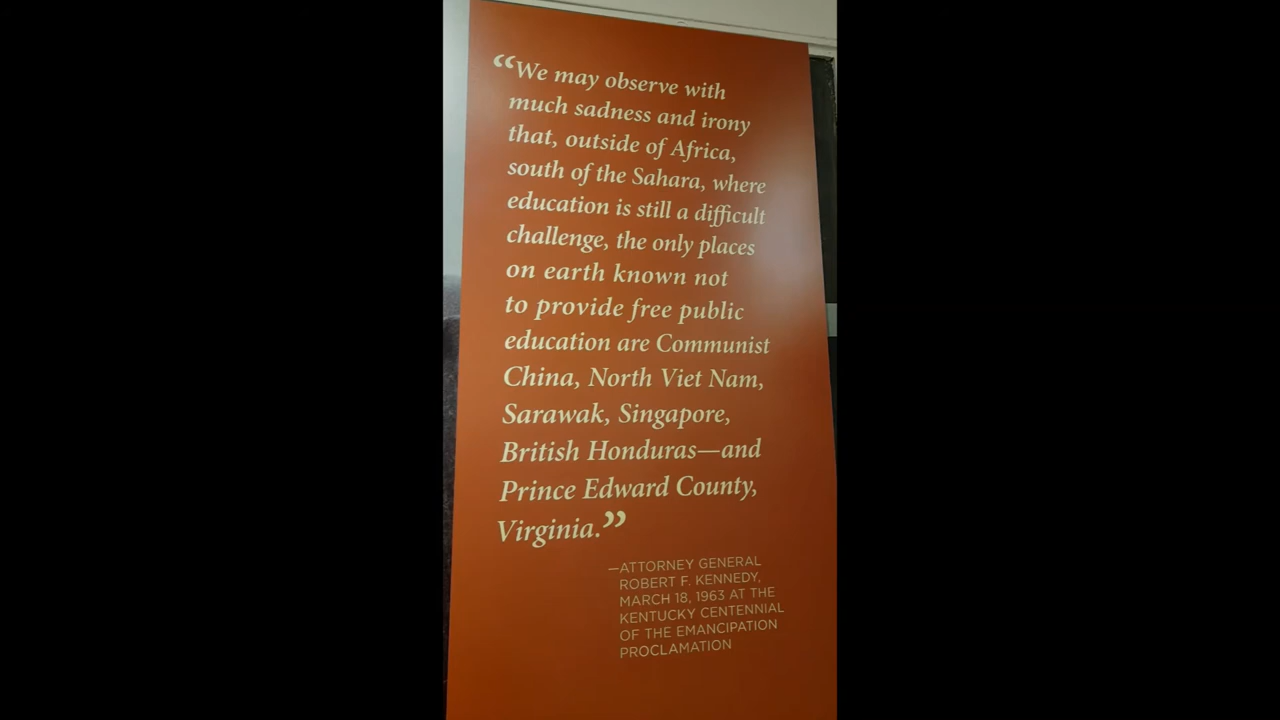 “We may observe with
much sadness and irony
that, outside of Africa,
south of the Sahara, where
education is still a difficult
challenge, the only places
on earth known not
to provide free public
education are Communist
China, North Viet Nam,
Sarawak, Singapore,
British Honduras—and
Prince Edward County,
Virginia.”
—ATTORNEY GENERAL
ROBERT F. KENNEDY,
MARCH 18, 1963 AT THE
KENTUCKY CENTENNIAL
OF THE EMANCIPATION
PROCLAMATION